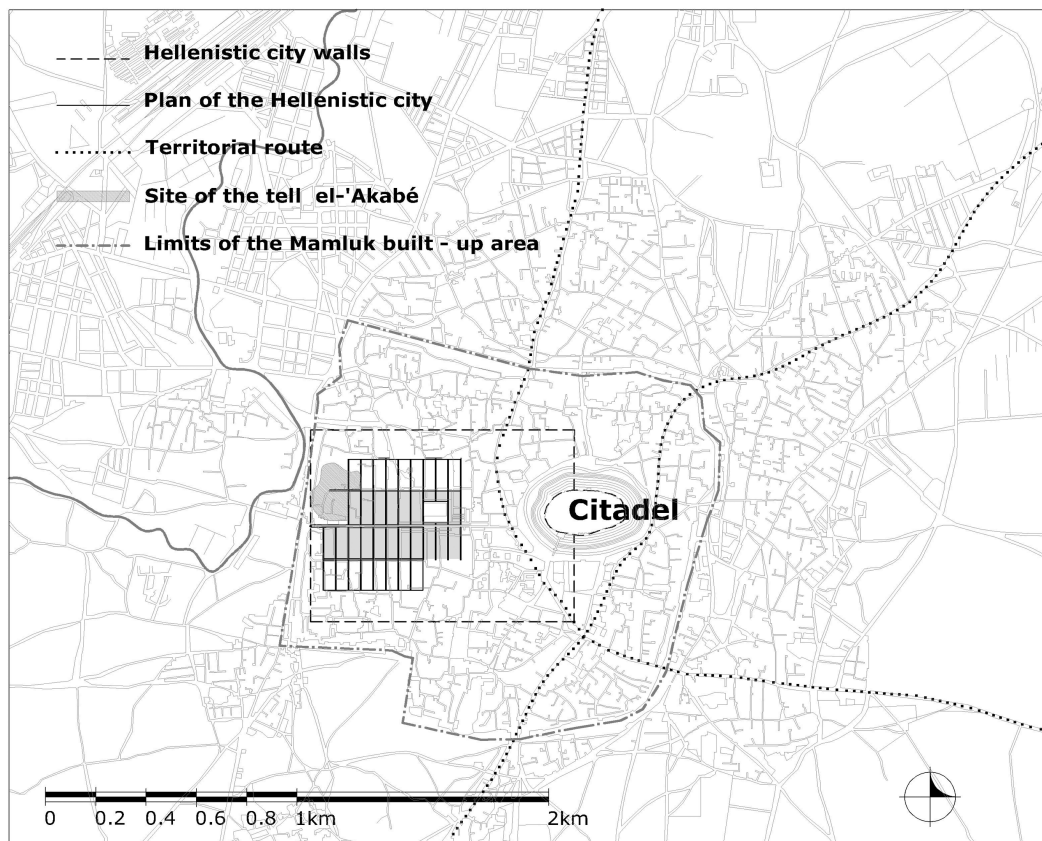 Hellenistic city walls
Plan of the Hellenistic city
Territorial route
Site of the tell el-'Akabé
Limits of the Mamluk built - up area
Citadel
0 0.2 0.4 0.6 0.8 1km 2km